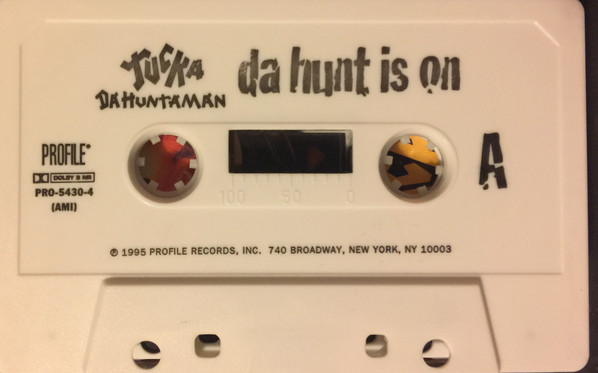 Yucka
DAHUNTAMAN
da hunt is on
PROFILE®
DOLBY B NR
PRO-5430-4
(AMI)
A
100 50 0
℗ 1995 PROFILE RECORDS, INC. 740 BROADWAY, NEW YORK, NY 10003